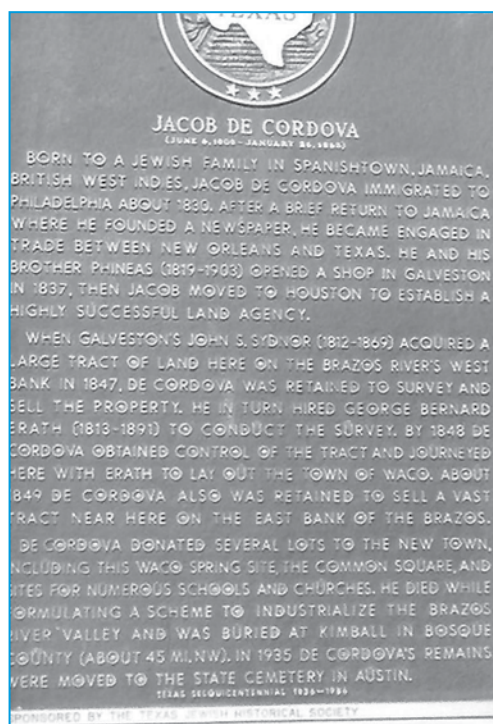 TEXAS
JACOB DE CORDOVA
(JUNE 6, 1808 - JANUARY 26, 1868)
BORN TO A JEWISH FAMILY IN SPANISHTOWN, JAMAICA,
BRITISH WEST INDIES, JACOB DE CORDOVA IMMIGRATED TO
PHILADELPHIA ABOUT 1830. AFTER A BRIEF RETURN TO JAMAICA
WHERE HE FOUNDED A NEWSPAPER, HE BECAME ENGAGED IN
TRADE BETWEEN NEW ORLEANS AND TEXAS. HE AND HIS
BROTHER PHINEAS (1819-1903) OPENED A SHOP IN GALVESTON
IN 1837, THEN JACOB MOVED TO HOUSTON TO ESTABLISH A
HIGHLY SUCCESSFUL LAND AGENCY.
WHEN GALVESTON'S JOHN S. SYDNOR (1812-1869) ACQUIRED A
LARGE TRACT OF LAND HERE ON THE BRAZOS RIVER'S WEST
BANK IN 1847, DE CORDOVA WAS RETAINED TO SURVEY AND
SELL THE PROPERTY. HE IN TURN HIRED GEORGE BERNARD
ERATH (1813-1891) TO CONDUCT THE SURVEY. BY 1848 DE
CORDOVA OBTAINED CONTROL OF THE TRACT AND JOURNEYED
HERE WITH ERATH TO LAY OUT THE TOWN OF WACO. ABOUT
1849 DE CORDOVA ALSO WAS RETAINED TO SELL A VAST
TRACT NEAR HERE ON THE EAST BANK OF THE BRAZOS.
DE CORDOVA DONATED SEVERAL LOTS TO THE NEW TOWN,
INCLUDING THIS WACO SPRING SITE, THE COMMON SQUARE, AND
SITES FOR NUMEROUS SCHOOLS AND CHURCHES. HE DIED WHILE
FORMULATING A SCHEME TO INDUSTRIALIZE THE BRAZOS
RIVER VALLEY AND WAS BURIED AT KIMBALL IN BOSQUE
COUNTY (ABOUT 45 MI. NW). IN 1935 DE CORDOVA'S REMAINS
WERE MOVED TO THE STATE CEMETERY IN AUSTIN.
TEXAS SESQUICENTENNIAL 1836-1986
SPONSORED BY THE TEXAS JEWISH HISTORICAL SOCIETY